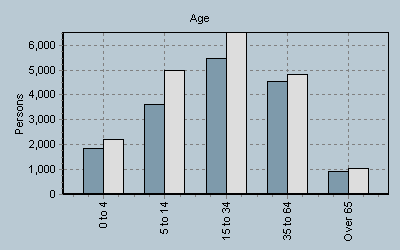 Age
Persons
6,000
5,000
4,000
3,000
2,000
1,000
0
0 to 4
5 to 14
15 to 34
35 to 64
Over 65